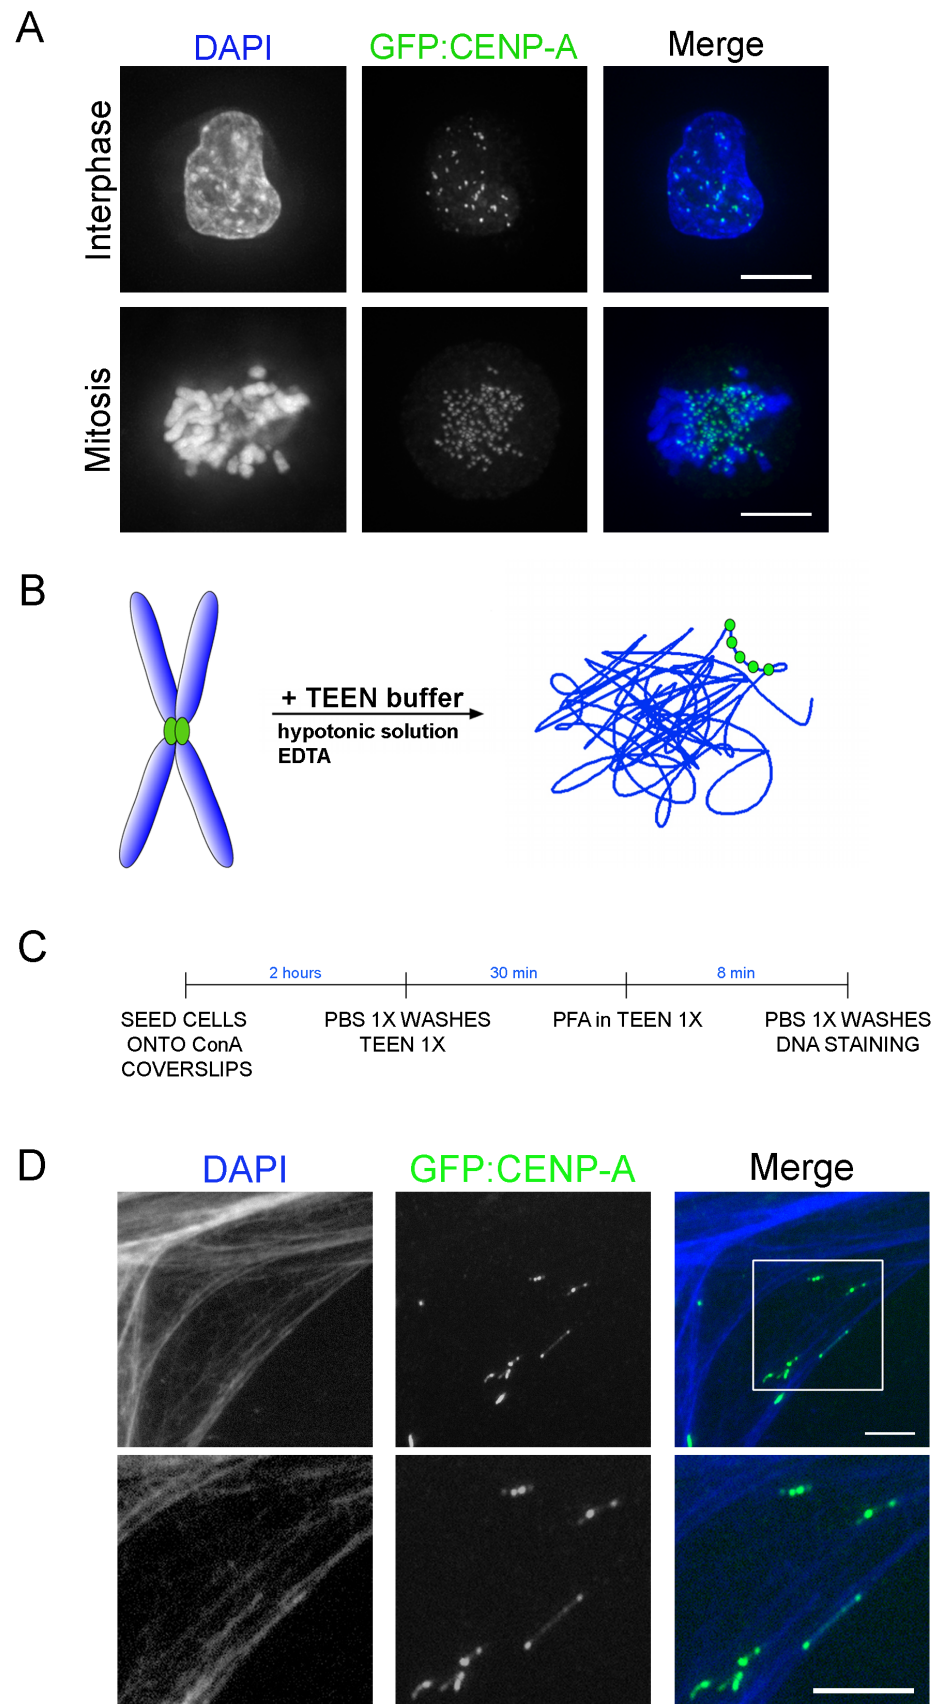 A
DAPI GFP:CENP-A Merge
Interphase
Mitosis
B
+ TEEN buffer
hypotonic solution
EDTA
C
2 hours 30 min 8 min
SEED CELLS
ONTO ConA
COVERSLIPS
PBS 1X WASHES
TEEN 1X
PFA in TEEN 1X
PBS 1X WASHES
DNA STAINING
D
DAPI GFP:CENP-A Merge